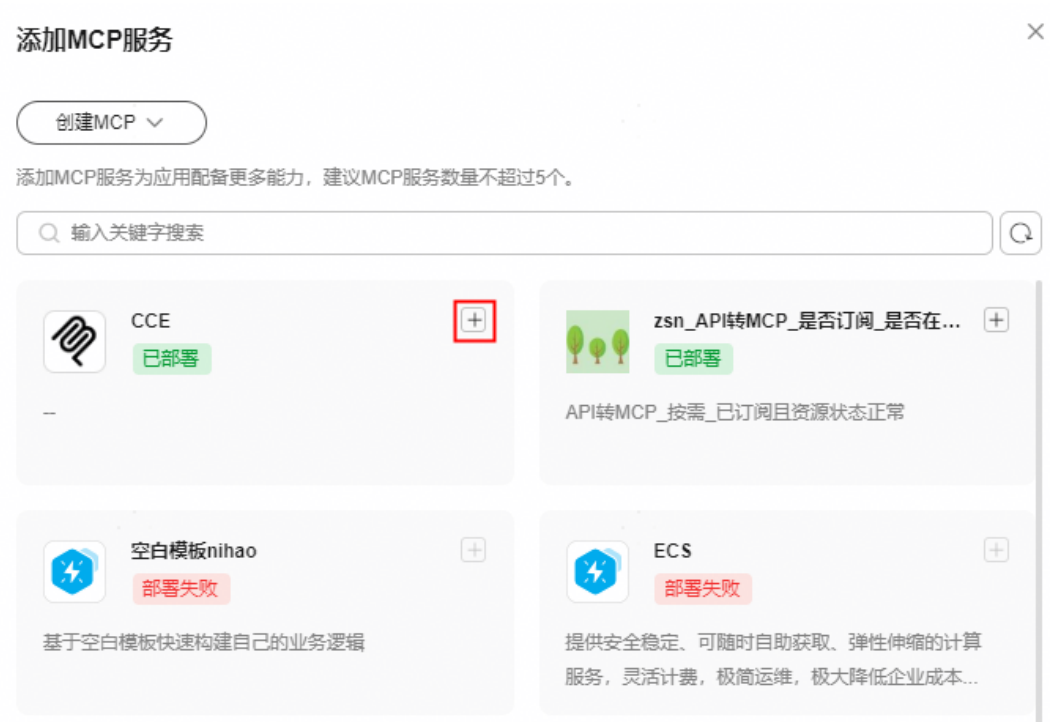 添加MCP服务
创建MCP
添加MCP服务为应用配备更多能力，建议MCP服务数量不超过5个。
输入关键字搜索
CCE
已部署
--
zsn_API转MCP_是否订阅_是否在...
已部署
API转MCP_按需_已订阅且资源状态正常
空白模板nihao
部署失败
基于空白模板快速构建自己的业务逻辑
ECS
部署失败
提供安全稳定、可随时自助获取、弹性伸缩的计算
服务，灵活计费，极简运维，极大降低企业成本...